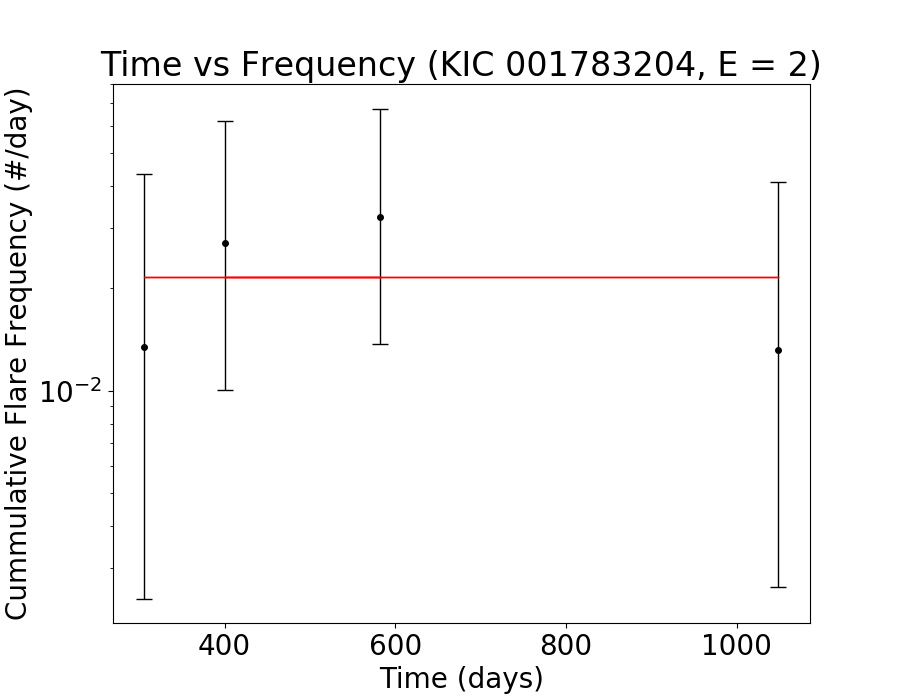 Time vs Frequency (KIC 001783204, E = 2)
Cummulative Flare Frequency (#/day)
10⁻²
400 600 800 1000
Time (days)